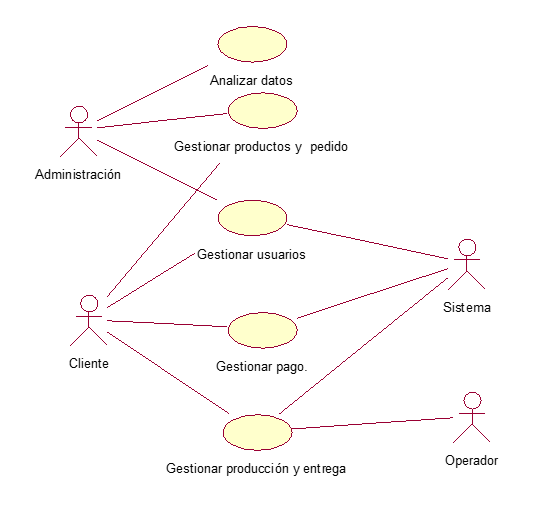 Analizar datos
Gestionar productos y pedido
Administración
Gestionar usuarios
Sistema
Cliente
Gestionar pago.
Operador
Gestionar producción y entrega